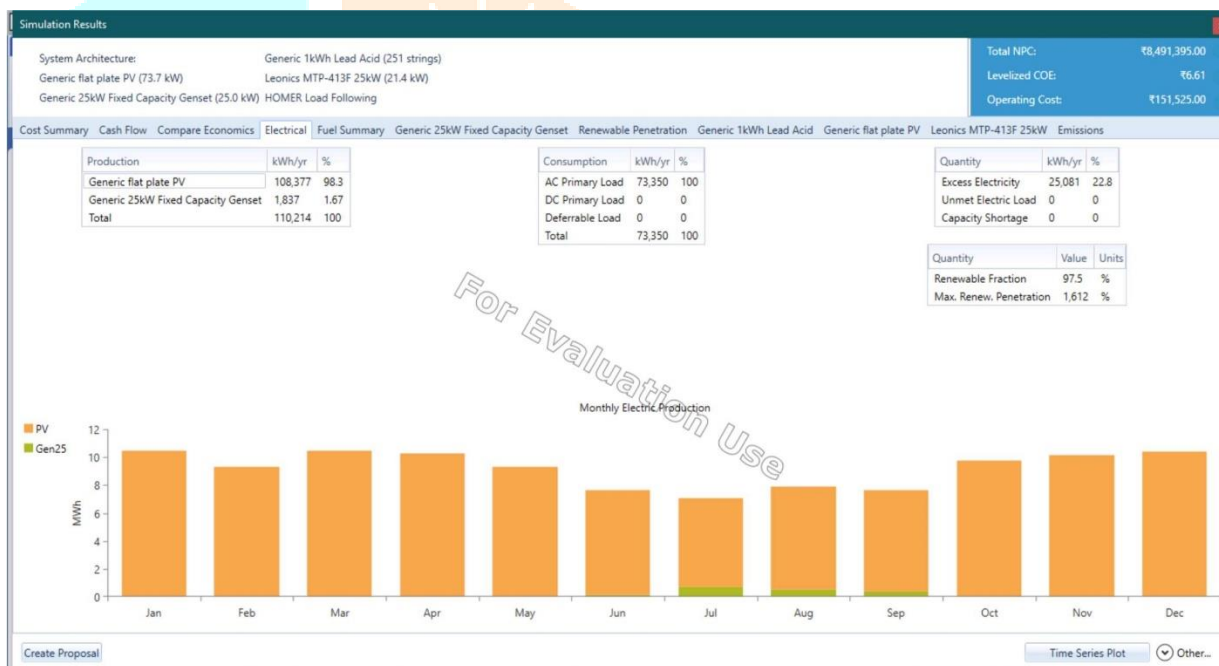 Simulation Results
System Architecture:
Generic flat plate PV (73.7 kW)
Generic 25kW Fixed Capacity Genset (25.0 kW)
Generic 1kWh Lead Acid (251 strings)
Leonics MTP-413F 25kW (21.4 kW)
HOMER Load Following
Total NPC: ₹8,491,395.00
Levelized COE: ₹6.61
Operating Cost: ₹151,525.00
Cost Summary Cash Flow Compare Economics Electrical Fuel Summary Generic 25kW Fixed Capacity Genset Renewable Penetration Generic 1kWh Lead Acid Generic flat plate PV Leonics MTP-413F 25kW Emissions
Production kWh/yr %
Generic flat plate PV 108,377 98.3
Generic 25kW Fixed Capacity Genset 1,837 1.67
Total 110,214 100
Consumption kWh/yr %
AC Primary Load 73,350 100
DC Primary Load 0 0
Deferrable Load 0 0
Total 73,350 100
Quantity kWh/yr %
Excess Electricity 25,081 22.8
Unmet Electric Load 0 0
Capacity Shortage 0 0
Quantity Value Units
Renewable Fraction 97.5 %
Max. Renew. Penetration 1,612 %
For Evaluation Use
Monthly Electric Production
PV
Gen25
MWh
12
10
8
6
4
2
0
Jan Feb Mar Apr May Jun Jul Aug Sep Oct Nov Dec
Create Proposal
Time Series Plot
Other...